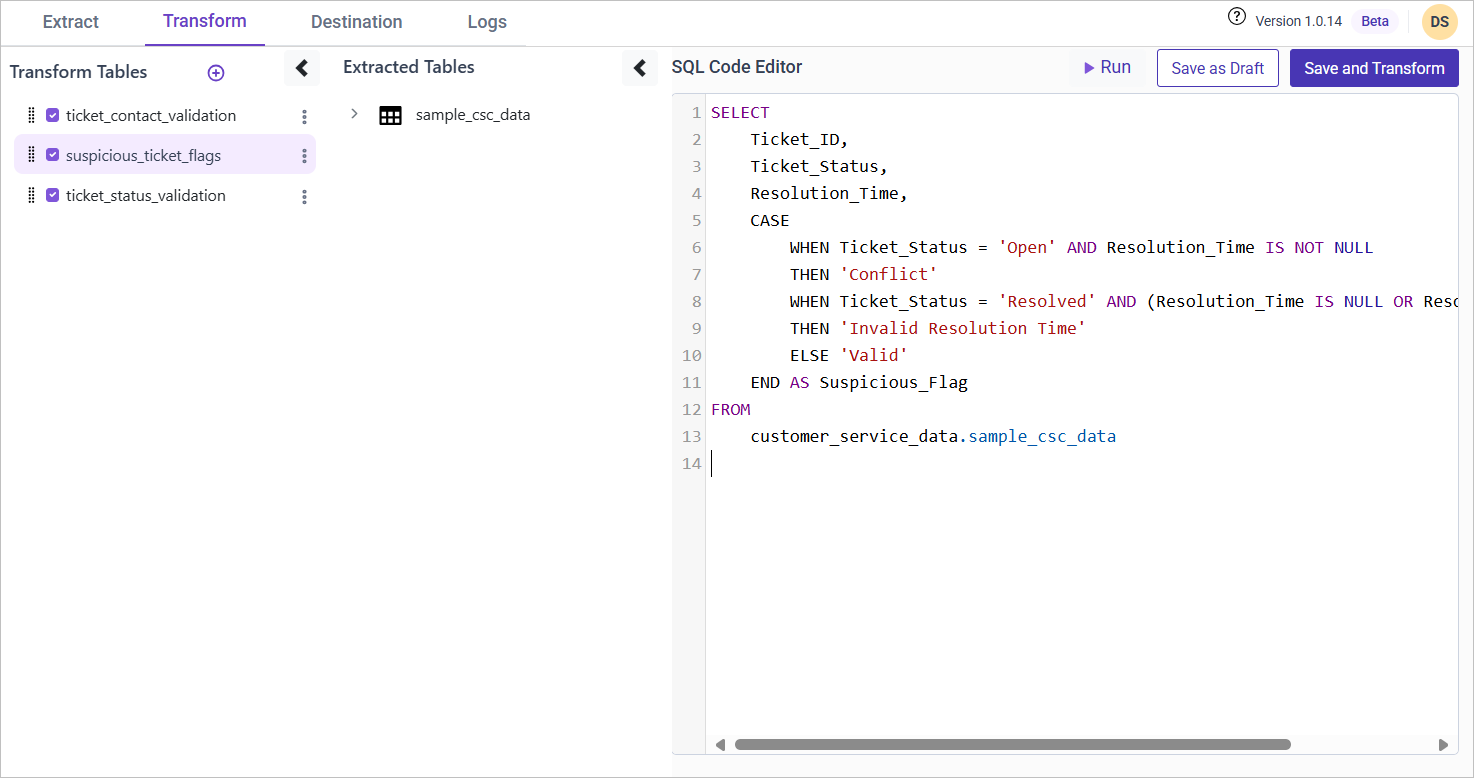 Extract Transform Destination Logs
Version 1.0.14 Beta DS
Transform Tables
ticket_contact_validation
suspicious_ticket_flags
ticket_status_validation
Extracted Tables
sample_csc_data
SQL Code Editor Run Save as Draft Save and Transform
1 SELECT
2 Ticket_ID,
3 Ticket_Status,
4 Resolution_Time,
5 CASE
6 WHEN Ticket_Status = 'Open' AND Resolution_Time IS NOT NULL
7 THEN 'Conflict'
8 WHEN Ticket_Status = 'Resolved' AND (Resolution_Time IS NULL OR
9 THEN 'Invalid Resolution Time'
10 ELSE 'Valid'
11 END AS Suspicious_Flag
12 FROM
13 customer_service_data.sample_csc_data
14